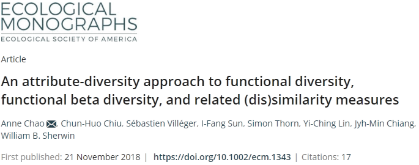 ECOLOGICAL
MONOGRAPHS
ECOLOGICAL SOCIETY OF AMERICA
Article
An attribute-diversity approach to functional diversity,
functional beta diversity, and related (dis)similarity measures
Anne Chao, Chun-Huo Chiu, Sébastien Villéger, I-Fang Sun, Simon Thorn, Yi-Ching Lin, Jyh-Min Chiang,
William B. Sherwin
First published: 21 November 2018 | https://doi.org/10.1002/ecm.1343 | Citations: 17